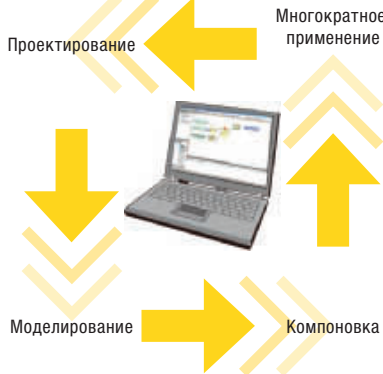 Многократное
применение
Проектирование
Моделирование
Компоновка